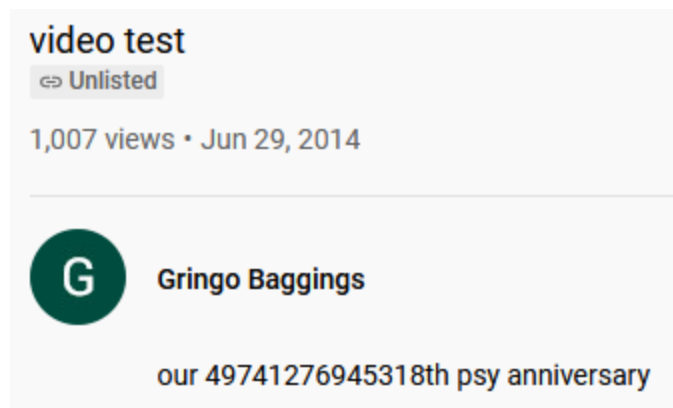 video test
Unlisted
1,007 views • Jun 29, 2014
G
Gringo Baggings
our 49741276945318th psy anniversary